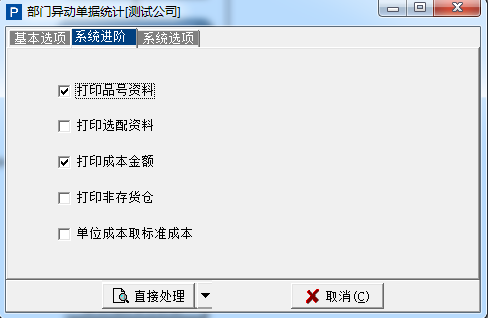 P 部门异动单据统计[测试公司]
基本选项 系统进阶 系统选项
打印品号资料
打印选配资料
打印成本金额
打印非存货仓
单位成本取标准成本
直接处理 取消(C)